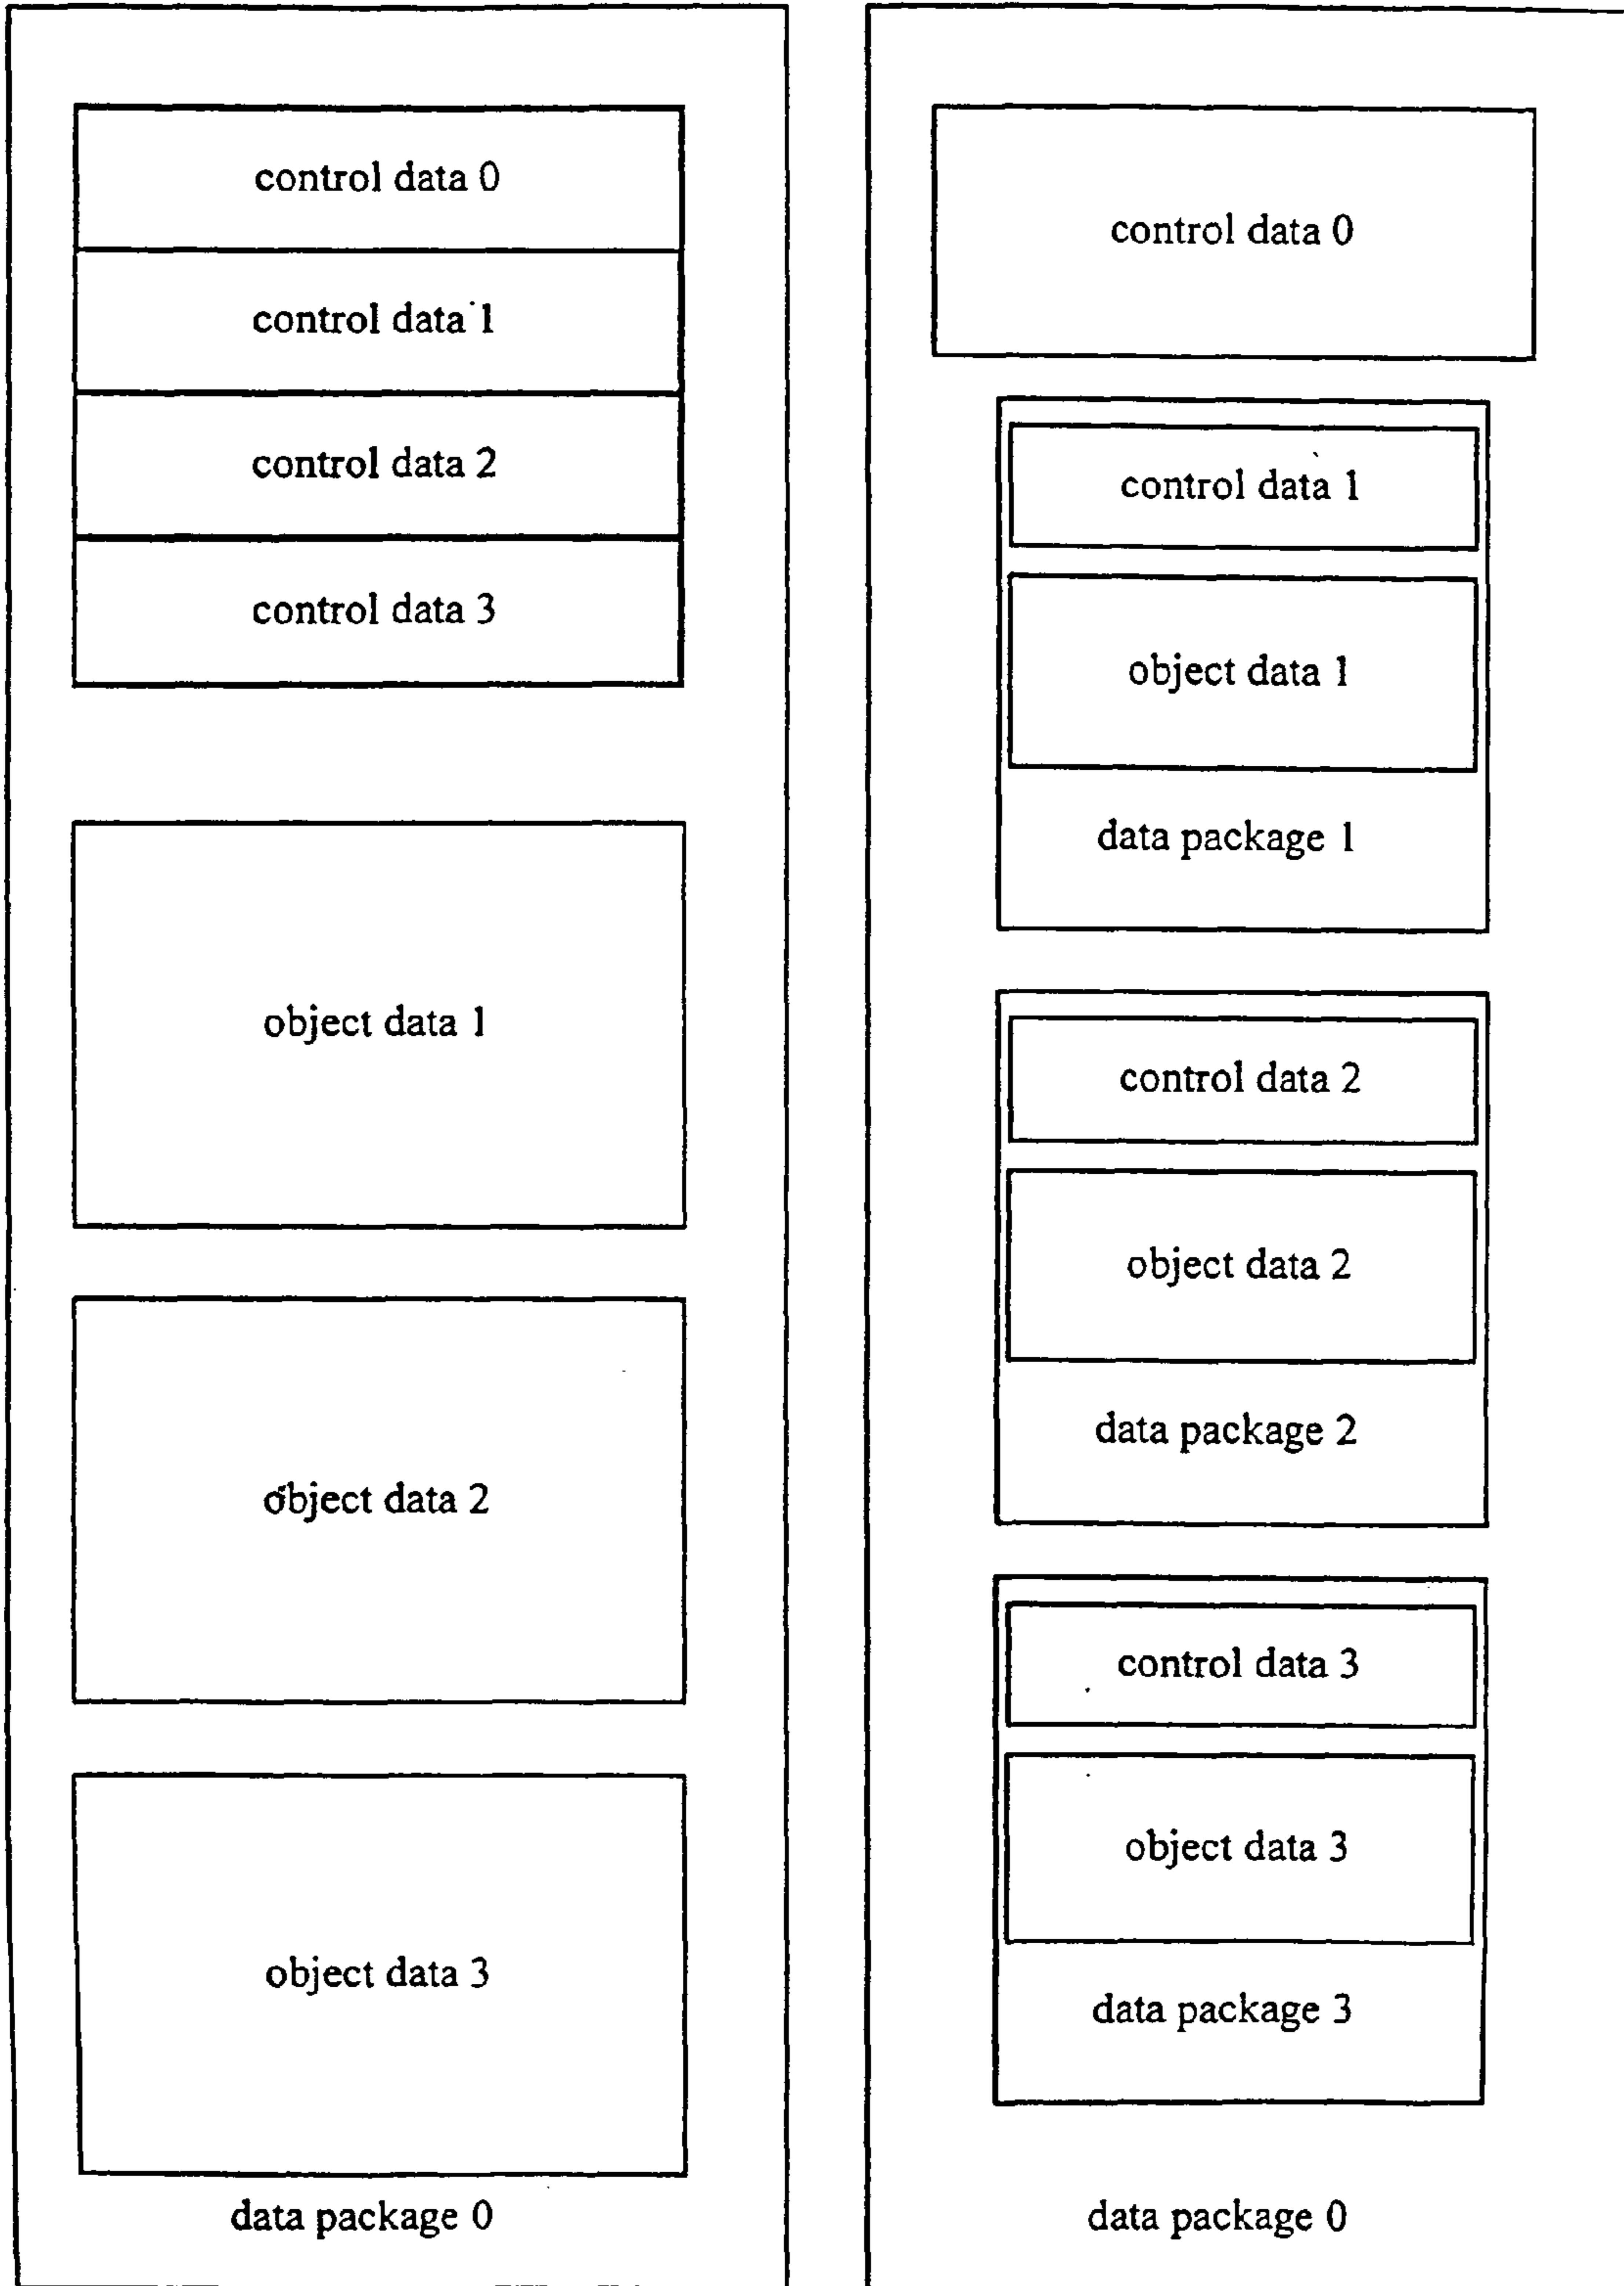 control data 0
control data 1
control data 2
control data 3
object data 1
object data 2
object data 3
data package 0
control data 0
control data 1
object data 1
data package 1
control data 2
object data 2
data package 2
control data 3
object data 3
data package 3
data package 0